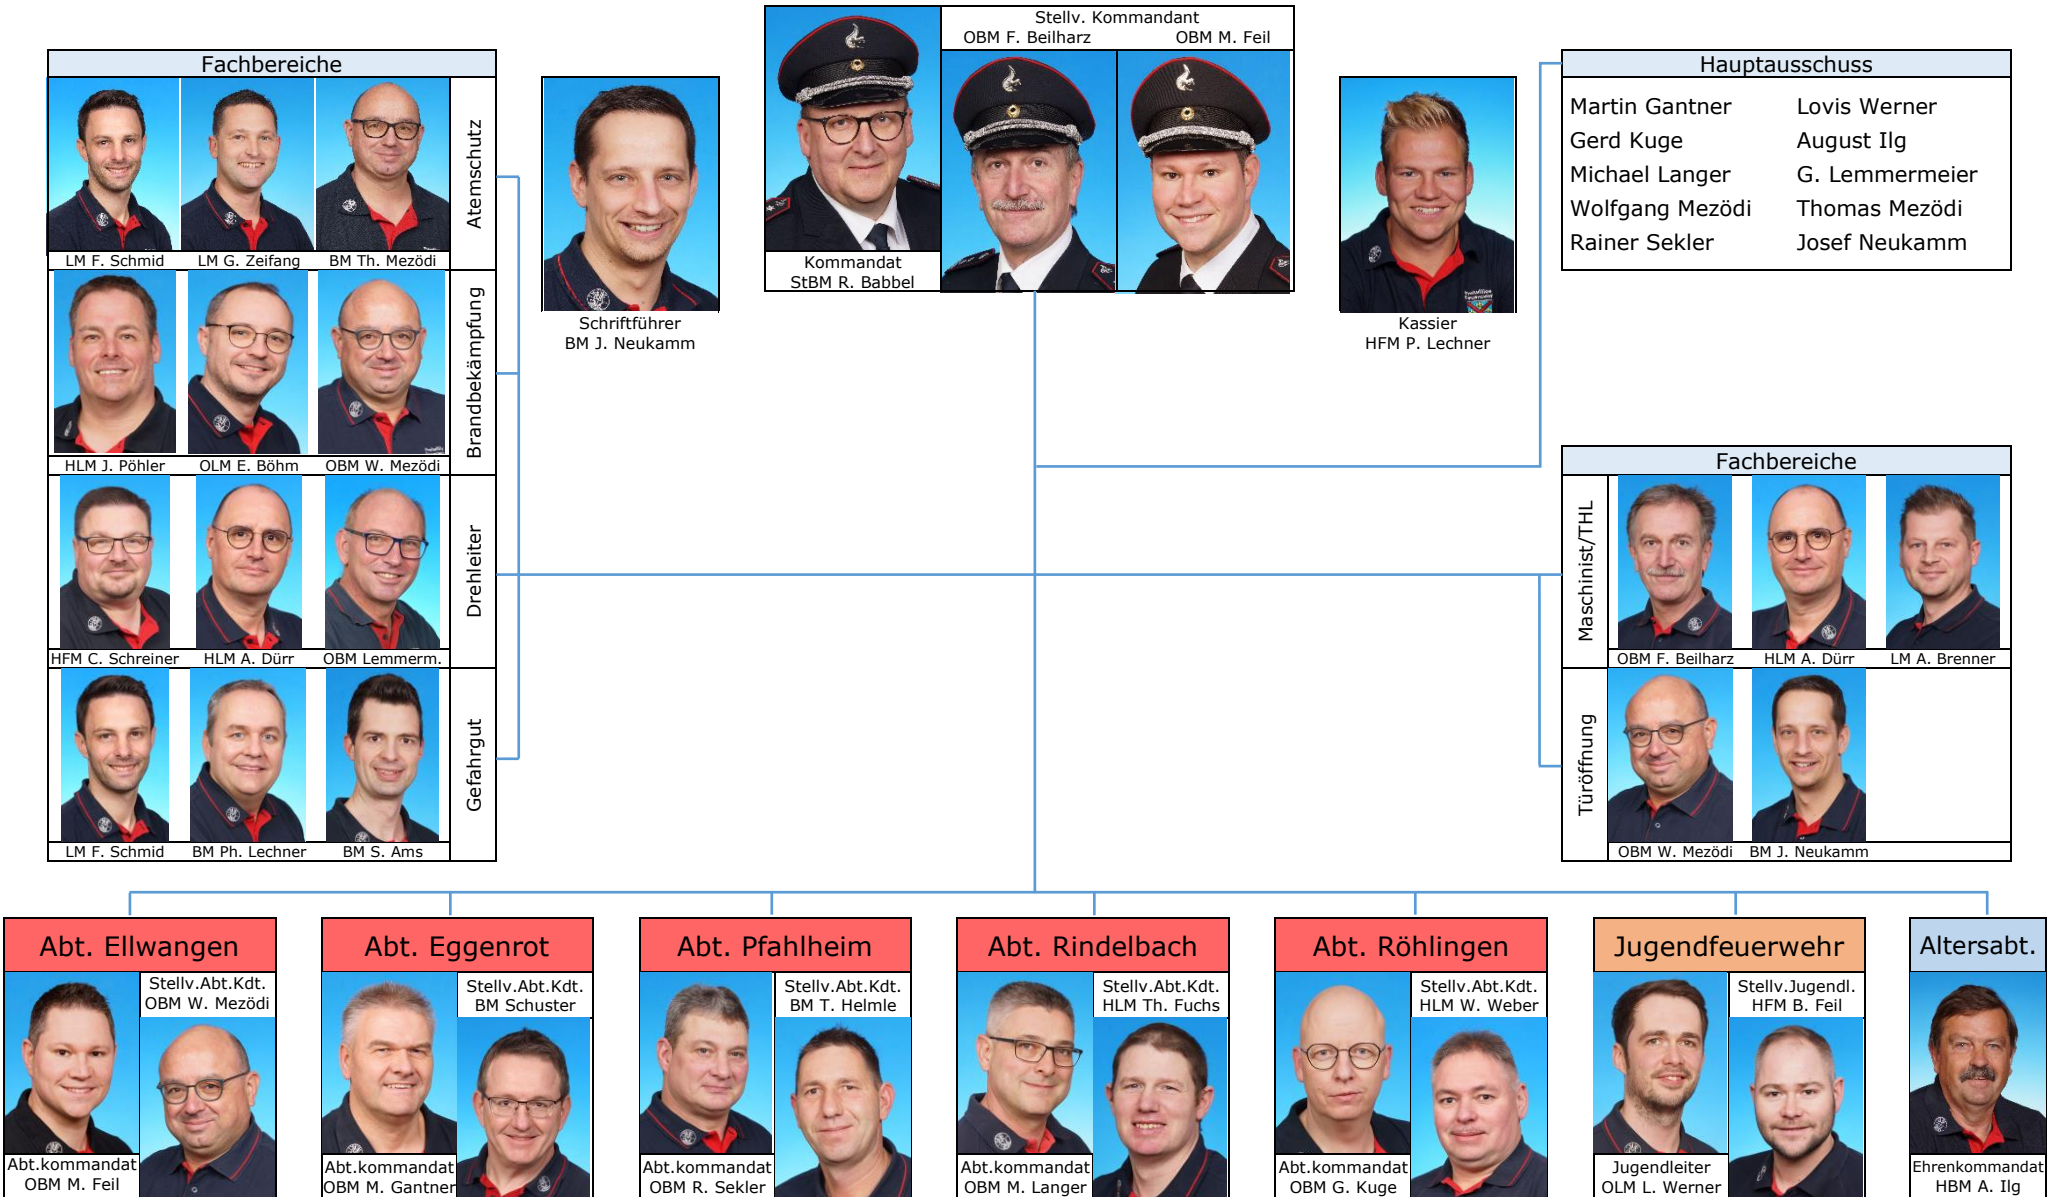 Stellv. Kommandant
OBM F. Beilharz OBM M. Feil
Kommandat
StBM R. Babbel
Fachbereiche
Atemschutz
LM F. Schmid LM G. Zeifang BM Th. Mezödi
Brandbekämpfung
HLM J. Pöhler OLM E. Böhm OBM W. Mezödi
Drehleiter
HFM C. Schreiner HLM A. Dürr OBM Lemmerm.
Gefahrgut
LM F. Schmid BM Ph. Lechner BM S. Ams
Schriftführer
BM J. Neukamm
Kassier
HFM P. Lechner
Hauptausschuss
Martin Gantner Lovis Werner
Gerd Kuge August Ilg
Michael Langer G. Lemmermeier
Wolfgang Mezödi Thomas Mezödi
Rainer Sekler Josef Neukamm
Fachbereiche
Maschinist/THL
OBM F. Beilharz HLM A. Dürr LM A. Brenner
Türöffnung
OBM W. Mezödi BM J. Neukamm
Abt. Ellwangen
Stellv.Abt.Kdt.
OBM W. Mezödi
Abt.kommandat
OBM M. Feil
Abt. Eggenrot
Stellv.Abt.Kdt.
BM Schuster
Abt.kommandat
OBM M. Gantner
Abt. Pfahlheim
Stellv.Abt.Kdt.
BM T. Helmle
Abt.kommandat
OBM R. Sekler
Abt. Rindelbach
Stellv.Abt.Kdt.
HLM Th. Fuchs
Abt.kommandat
OBM M. Langer
Abt. Röhlingen
Stellv.Abt.Kdt.
HLM W. Weber
Abt.kommandat
OBM G. Kuge
Jugendfeuerwehr
Stellv.Jugendl.
HFM B. Feil
Jugendleiter
OLM L. Werner
Altersabt.
Ehrenkommandat
HBM A. Ilg